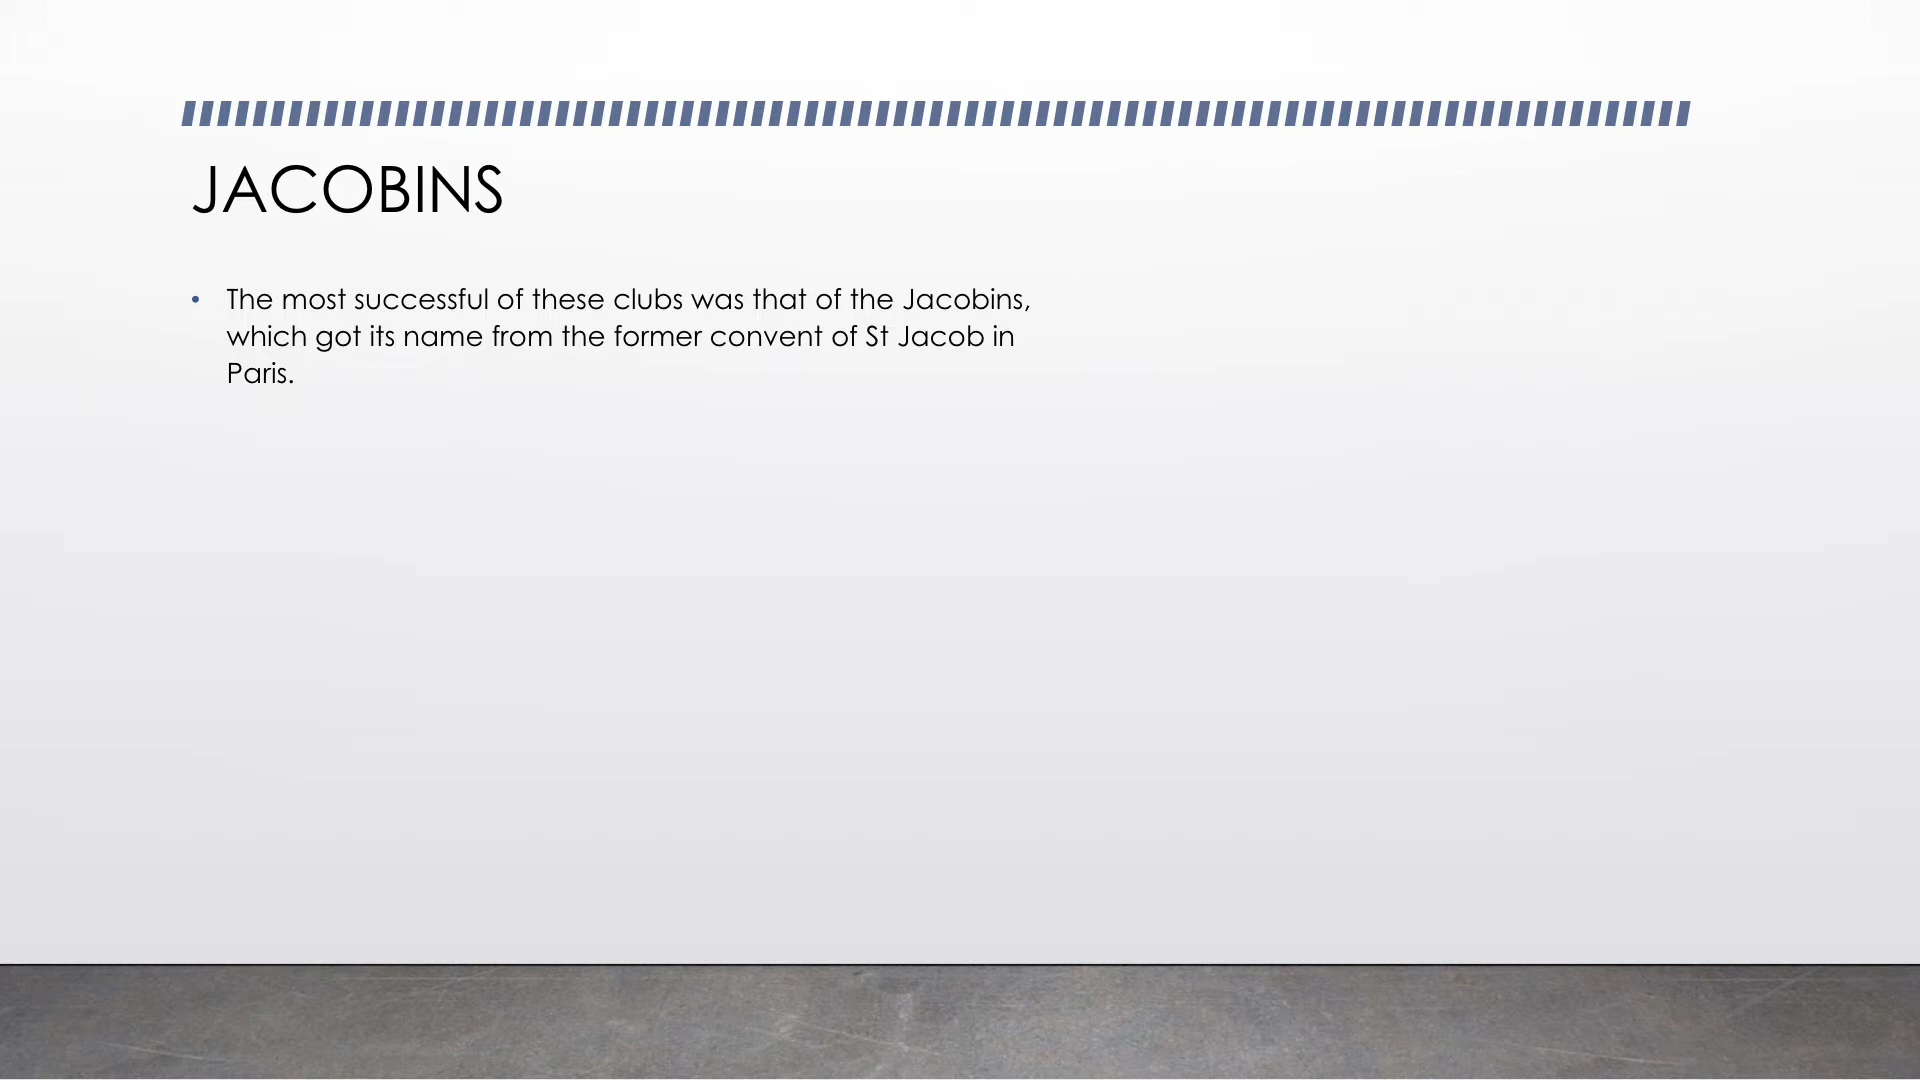 JACOBINS
• The most successful of these clubs was that of the Jacobins,
which got its name from the former convent of St Jacob in
Paris.